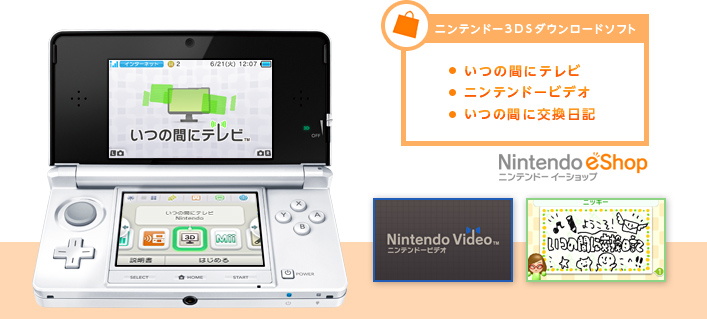 インターネット 2 6/21(火) 12:07
いつの間にテレビ™
L R
OFF
いつの間にテレビ
Nintendo
3D Mii
説明書 はじめる
SELECT HOME START
Y X B A
POWER
ニンテンドー3DSダウンロードソフト
いつの間にテレビ
ニンテンドービデオ
いつの間に交換日記
Nintendo eShop
ニンテンドーイーショップ
Nintendo Video™
ニンテンドービデオ
ニッキー
ようこそ!
いつの間に交換日記
1